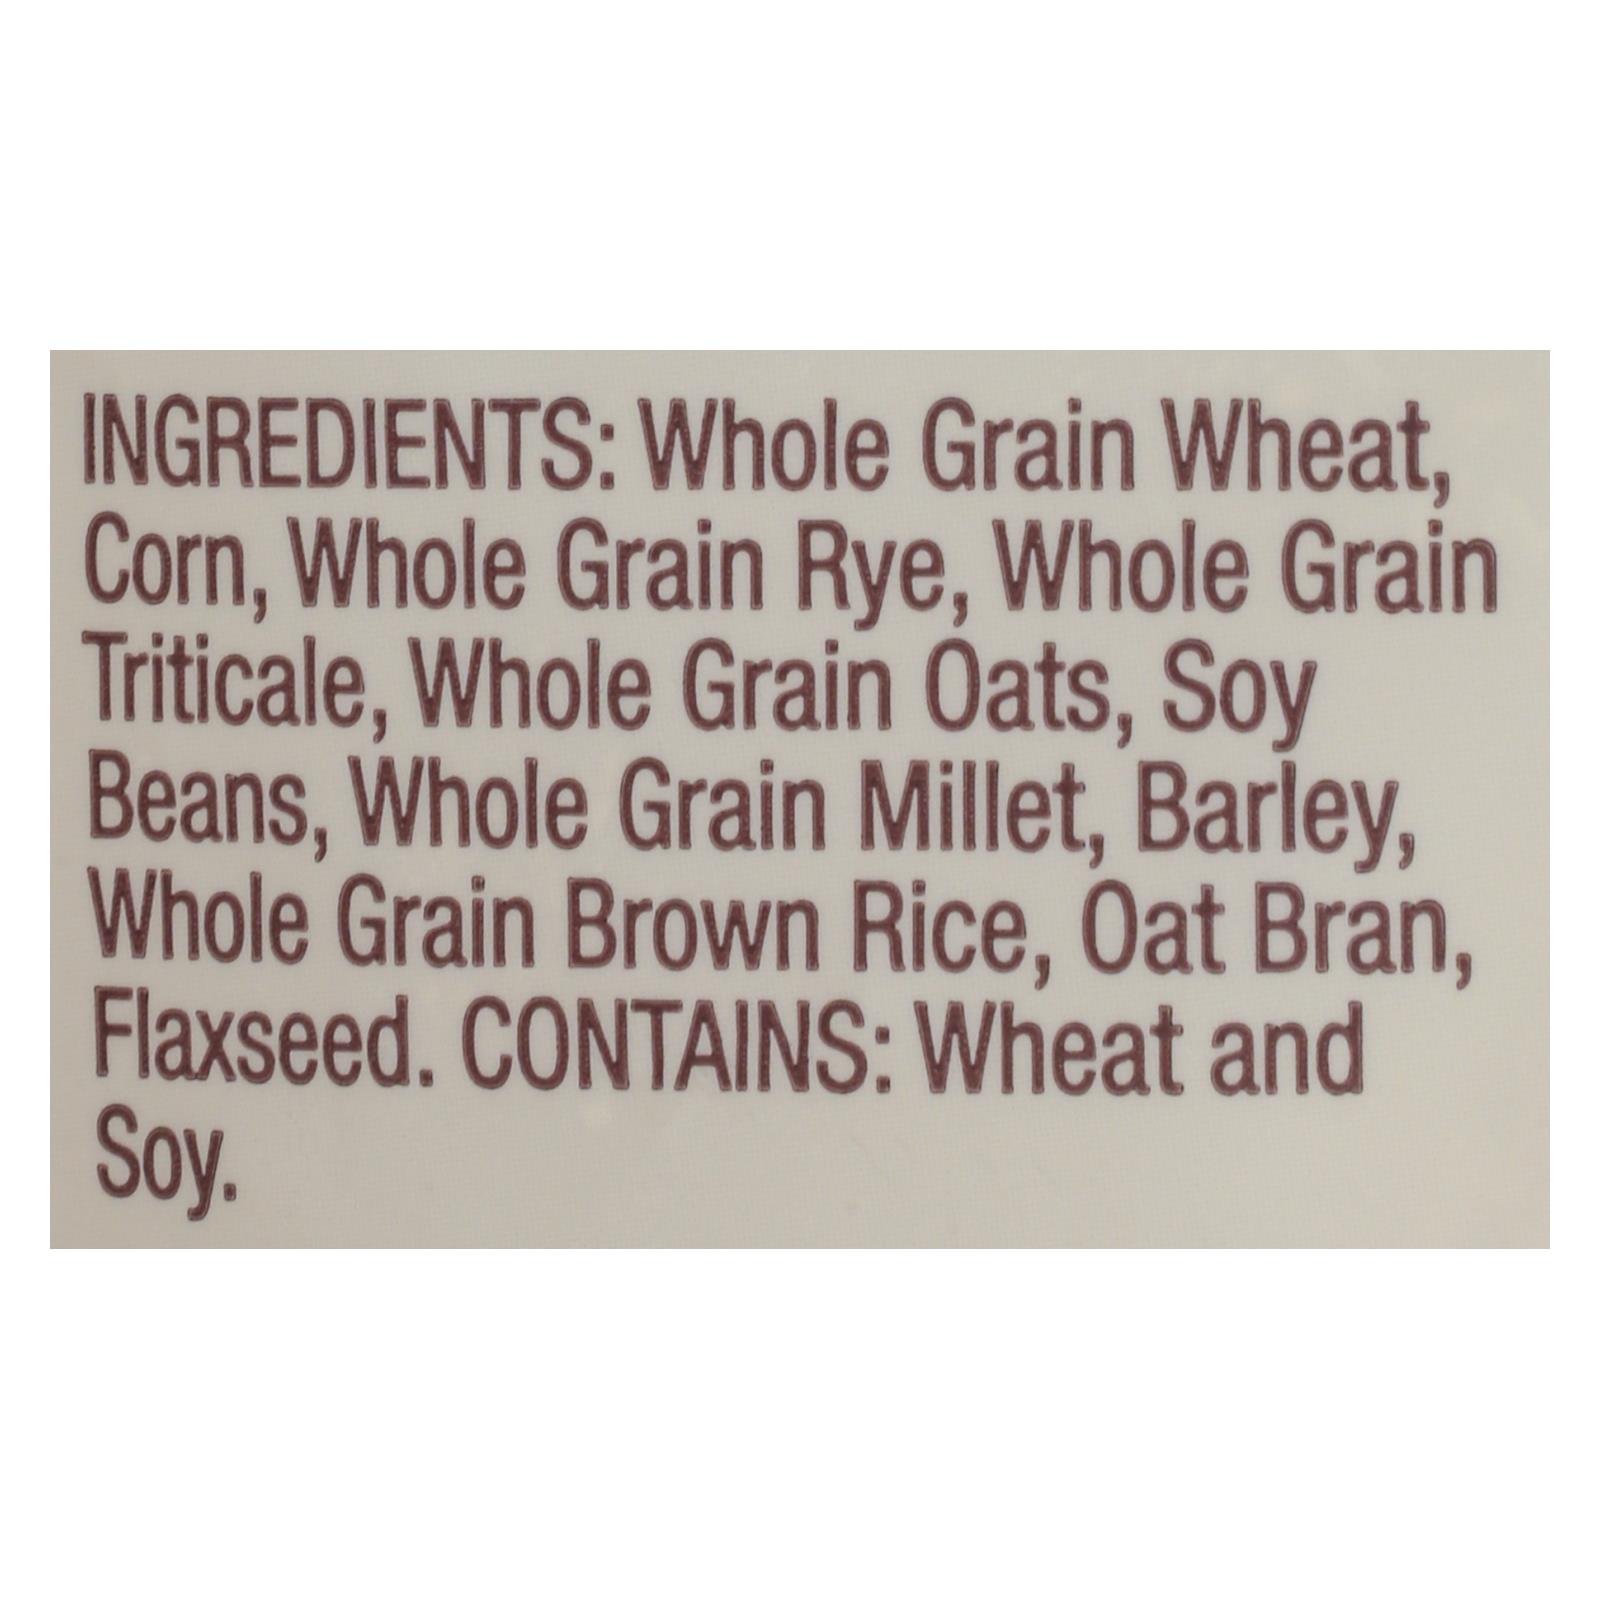 INGREDIENTS: Whole Grain Wheat,
Corn, Whole Grain Rye, Whole Grain
Triticale, Whole Grain Oats, Soy
Beans, Whole Grain Millet, Barley,
Whole Grain Brown Rice, Oat Bran,
Flaxseed. CONTAINS: Wheat and
Soy.